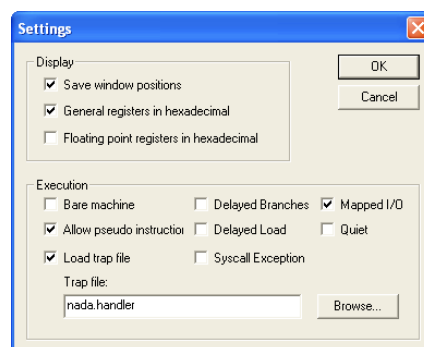 Settings
Display
OK
Save window positions
Cancel
General registers in hexadecimal
Floating point registers in hexadecimal
Execution
Bare machine Delayed Branches Mapped I/O
Allow pseudo instruction Delayed Load Quiet
Load trap file Syscall Exception
Trap file:
nada.handler Browse...